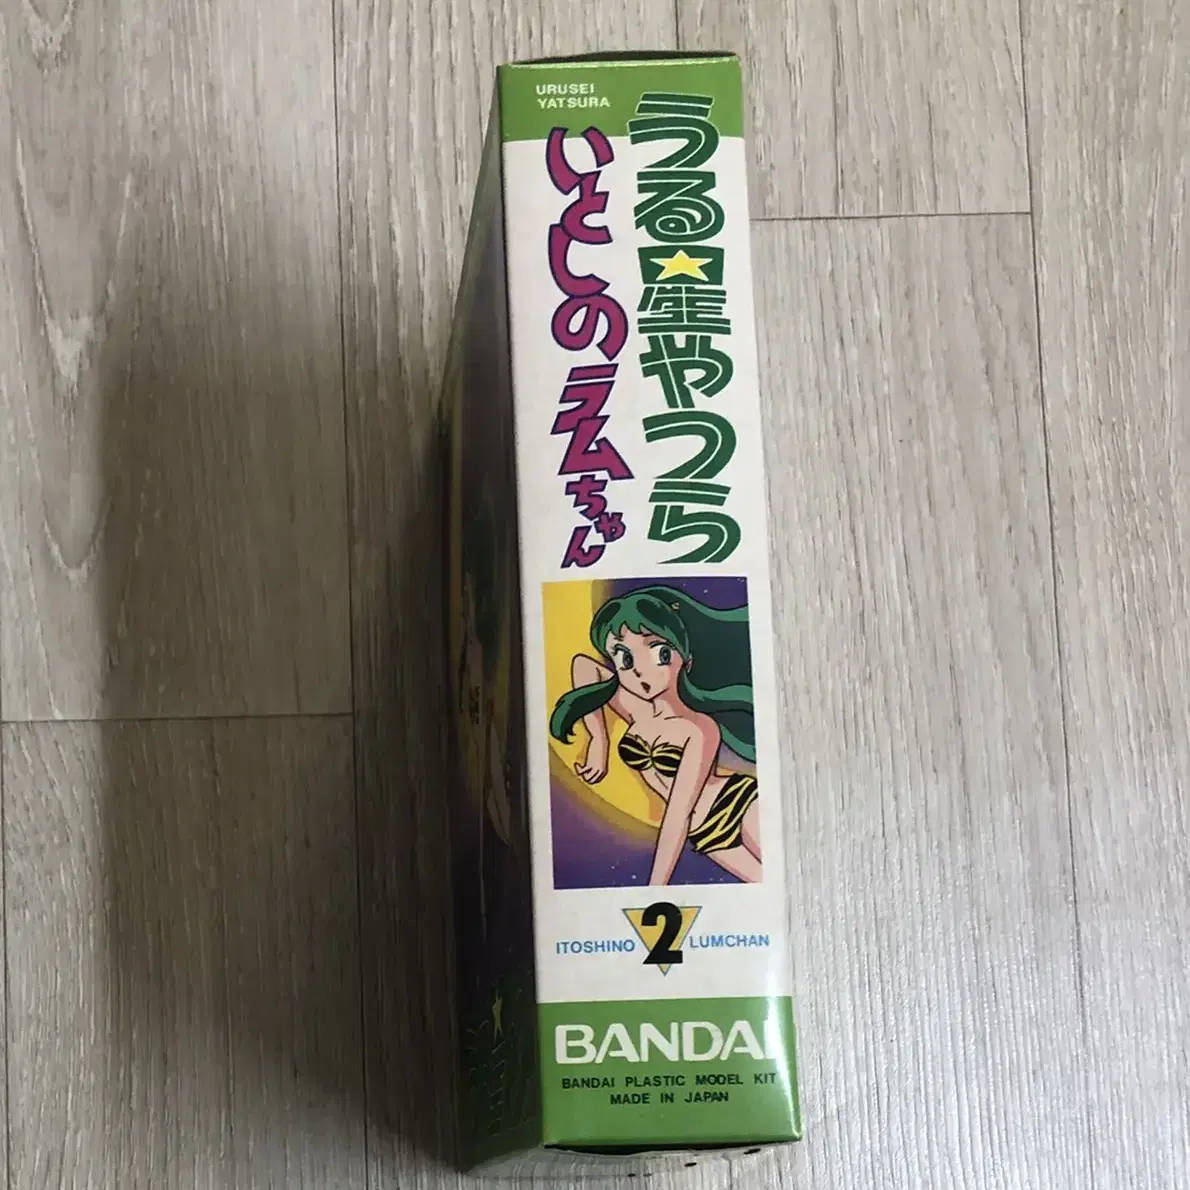 URUSEI
YATSURA
うる星やつら
いとしのラムちゃん
ITOSHINO 2 LUMCHAN
BANDAI
BANDAI PLASTIC MODEL KIT
MADE IN JAPAN